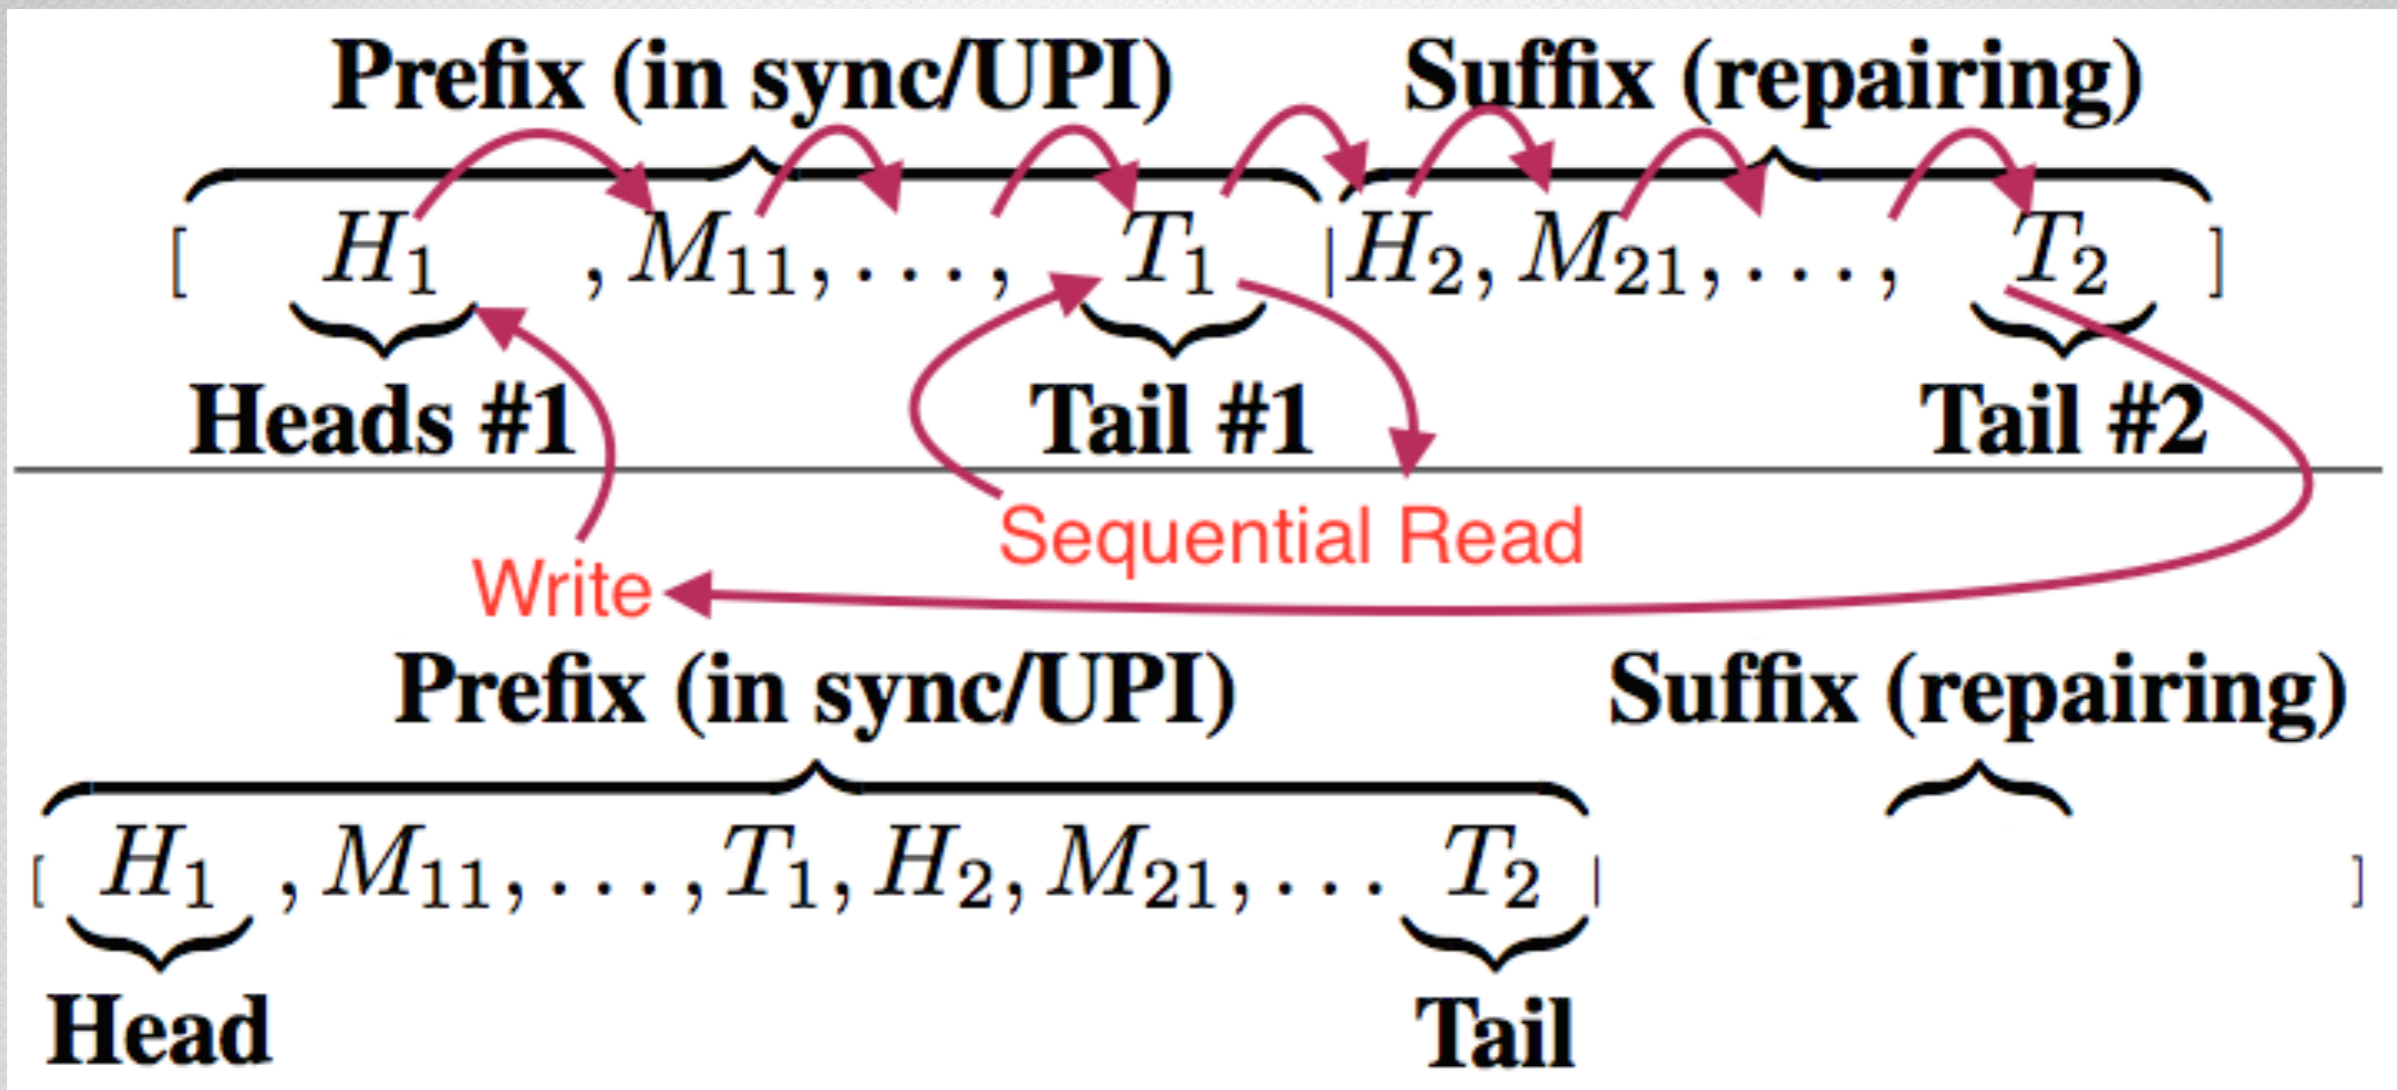 Prefix (in sync/UPI) Suffix (repairing)
[ H1 , M11, . . . , T1 |H2, M21, . . . , T2 ]
Heads #1 Tail #1 Tail #2
Sequential Read
Write
Prefix (in sync/UPI) Suffix (repairing)
[ H1 , M11, . . . , T1, H2, M21, . . . T2 | ]
Head Tail